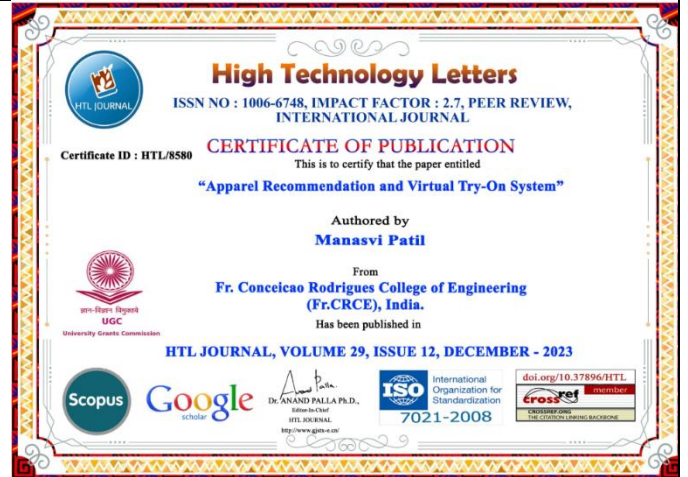 High Technology Letters
HTL JOURNAL
ISSN NO : 1006-6748, IMPACT FACTOR : 2.7, PEER REVIEW,
INTERNATIONAL JOURNAL
CERTIFICATE OF PUBLICATION
Certificate ID : HTL/8580
This is to certify that the paper entitled
“Apparel Recommendation and Virtual Try-On System”
Authored by
Manasvi Patil
From
Fr. Conceicao Rodrigues College of Engineering
(Fr.CRCE), India.
Has been published in
ज्ञान-विज्ञान विमुक्तये
UGC
University Grants Commission
HTL JOURNAL, VOLUME 29, ISSUE 12, DECEMBER - 2023
Scopus
Google
scholar
Dr. ANAND PALLA Ph.D.,
Editor-In-Chief
HTL JOURNAL
ISO
International
Organization for
Standardization
7021-2008
doi.org/10.37896/HTL
crossref
member
CROSSREF.ORG
THE CITATION LINKING BACKBONE